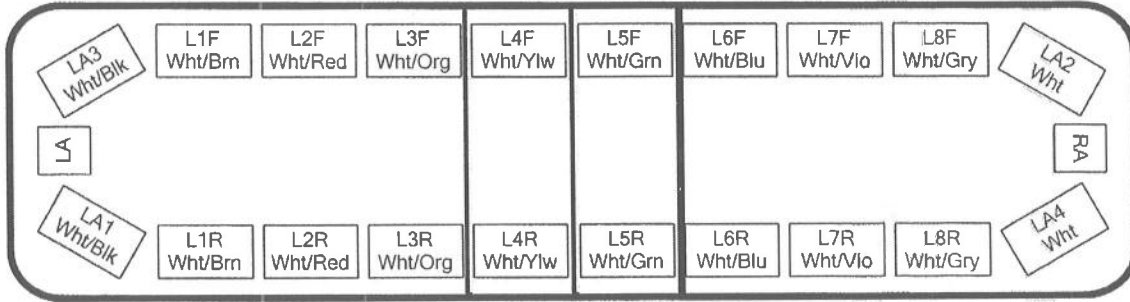 LA3
Wht/Blk
L1F
Wht/Brn
L2F
Wht/Red
L3F
Wht/Org
L4F
Wht/Ylw
L5F
Wht/Grn
L6F
Wht/Blu
L7F
Wht/Vio
L8F
Wht/Gry
LA2
Wht
LA
RA
LA1
Wht/Blk
L1R
Wht/Brn
L2R
Wht/Red
L3R
Wht/Org
L4R
Wht/Ylw
L5R
Wht/Grn
L6R
Wht/Blu
L7R
Wht/Vio
L8R
Wht/Gry
LA4
Wht